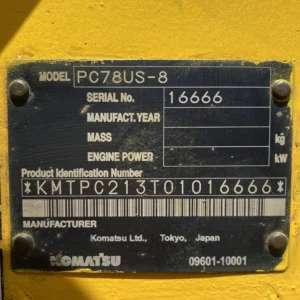 MODEL PC78US-8
SERIAL No. 16666
MANUFACT. YEAR
MASS kg
ENGINE POWER kW
Product Identification Number
*KMTPC213T01016666*
MANUFACTURER
Komatsu Ltd., Tokyo, Japan
KOMATSU 09601-10001